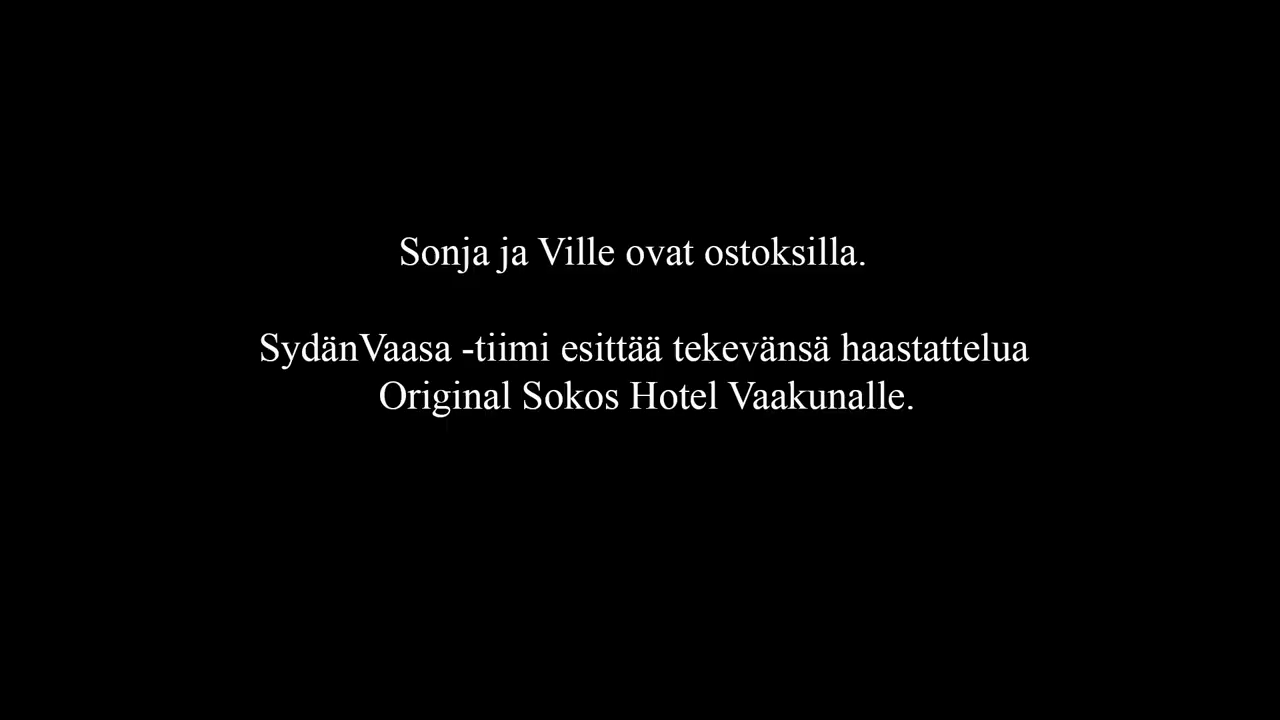 Sonja ja Ville ovat ostoksilla.
SydänVaasa -tiimi esittää tekevänsä haastattelua
Original Sokos Hotel Vaakunalle.